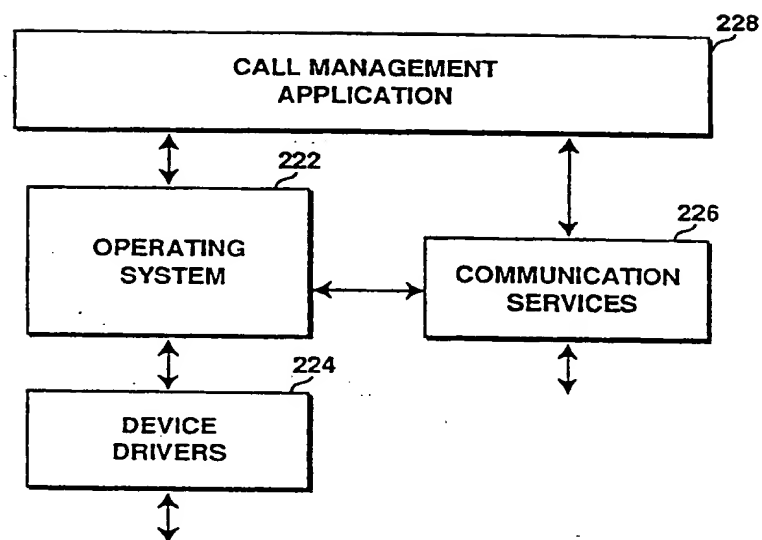 228
CALL MANAGEMENT
APPLICATION
222
OPERATING
SYSTEM
226
COMMUNICATION
SERVICES
224
DEVICE
DRIVERS